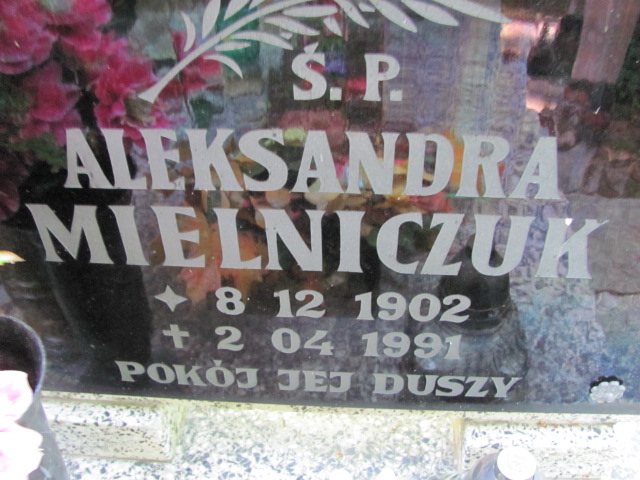 Ś. P.
ALEKSANDRA
MIELNICZUK
✦ 8 12 1902
✝ 2 04 1991
POKÓJ JEJ DUSZY